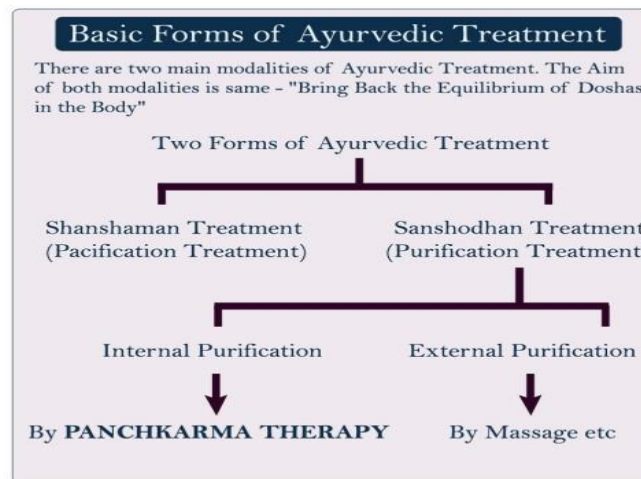 Basic Forms of Ayurvedic Treatment
There are two main modalities of Ayurvedic Treatment. The Aim
of both modalities is same - "Bring Back the Equilibrium of Doshas
in the Body"
Two Forms of Ayurvedic Treatment
Shanshaman Treatment
(Pacification Treatment)
Sanshodhan Treatment
(Purification Treatment
Internal Purification
External Purification
By PANCHKARMA THERAPY
By Massage etc